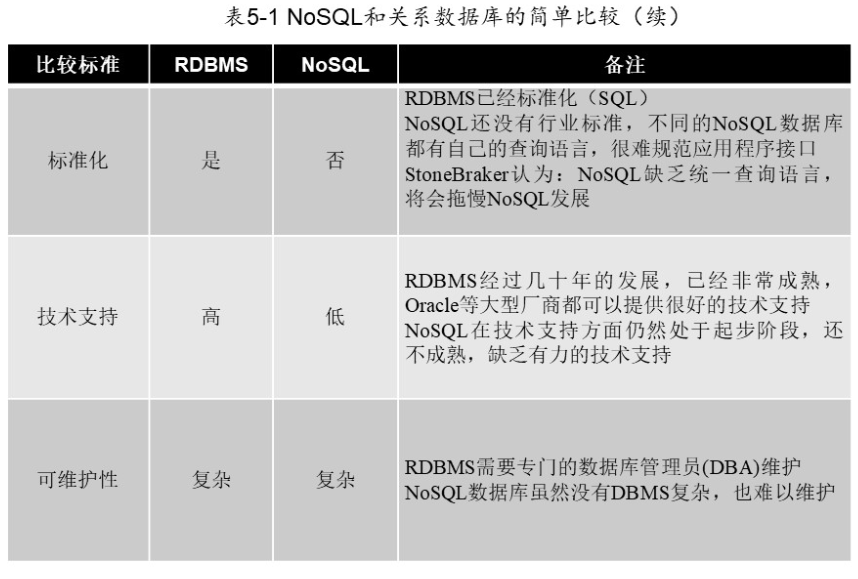 表5-1 NoSQL和关系数据库的简单比较（续）
比较标准 RDBMS NoSQL 备注
标准化 是 否
RDBMS已经标准化（SQL）
NoSQL还没有行业标准，不同的NoSQL数据库
都有自己的查询语言，很难规范应用程序接口
StoneBraker认为：NoSQL缺乏统一查询语言，
将会拖慢NoSQL发展
技术支持 高 低
RDBMS经过几十年的发展，已经非常成熟，
Oracle等大型厂商都可以提供很好的技术支持
NoSQL在技术支持方面仍然处于起步阶段，还
不成熟，缺乏有力的技术支持
可维护性 复杂 复杂
RDBMS需要专门的数据库管理员(DBA)维护
NoSQL数据库虽然没有DBMS复杂，也难以维护